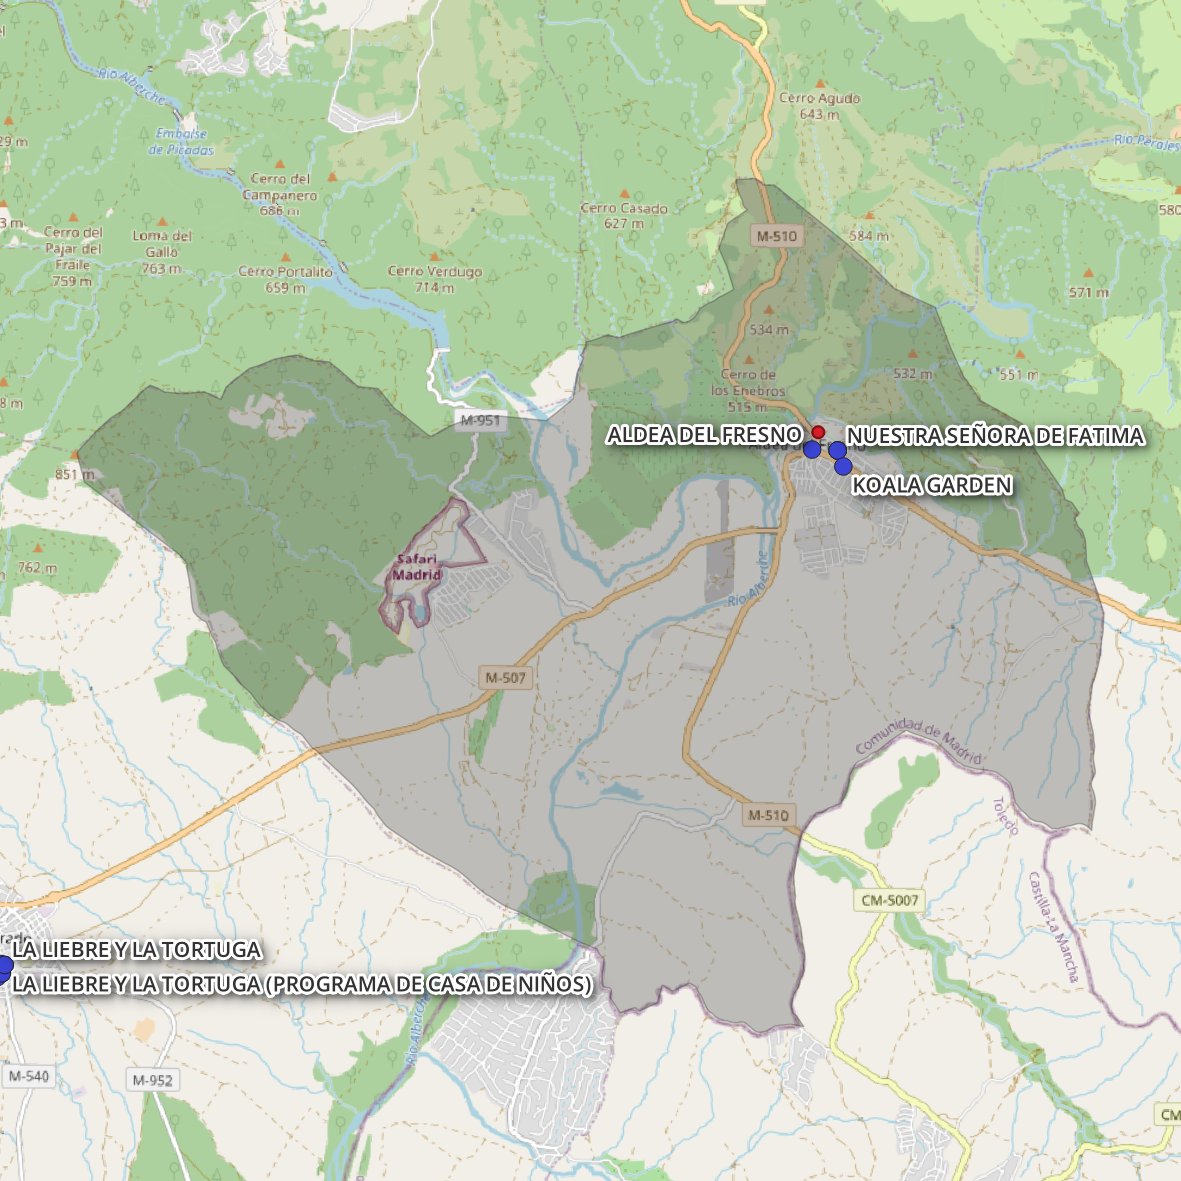 Río Alberche
Embalse
de Picadas
Cerro Agudo
643 m
Río Perales
Cerro del
Campanero
686 m
Cerro Casado
627 m
580
584 m
M-510
Cerro del
Pajar del
Fraile
759 m
Loma del
Gallo
763 m
Cerro Portalito
659 m
Cerro Verdugo
714 m
571 m
534 m
Cerro de
los Enebros
515 m
532 m
551 m
M-951
ALDEA DEL FRESNO
NUESTRA SEÑORA DE FATIMA
KOALA GARDEN
851 m
762 m
Safari
Madrid
Río Alberche
M-507
Comunidad de Madrid
Toledo
Castilla-La Mancha
M-510
CM-5007
LA LIEBRE Y LA TORTUGA
LA LIEBRE Y LA TORTUGA (PROGRAMA DE CASA DE NIÑOS)
Río Alberche
M-540
M-952
CM